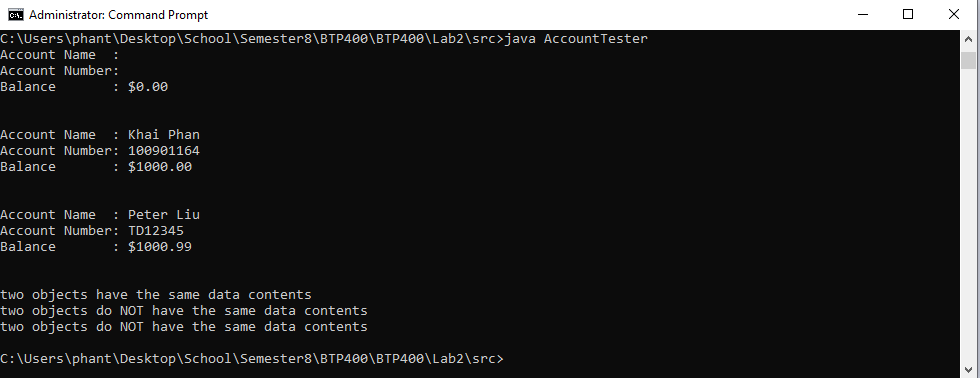 Administrator: Command Prompt
C:\Users\phant\Desktop\School\Semester8\BTP400\BTP400\Lab2\src>java AccountTester
Account Name  :
Account Number:
Balance       : $0.00
Account Name  : Khai Phan
Account Number: 100901164
Balance       : $1000.00
Account Name  : Peter Liu
Account Number: TD12345
Balance       : $1000.99
two objects have the same data contents
two objects do NOT have the same data contents
two objects do NOT have the same data contents
C:\Users\phant\Desktop\School\Semester8\BTP400\BTP400\Lab2\src>